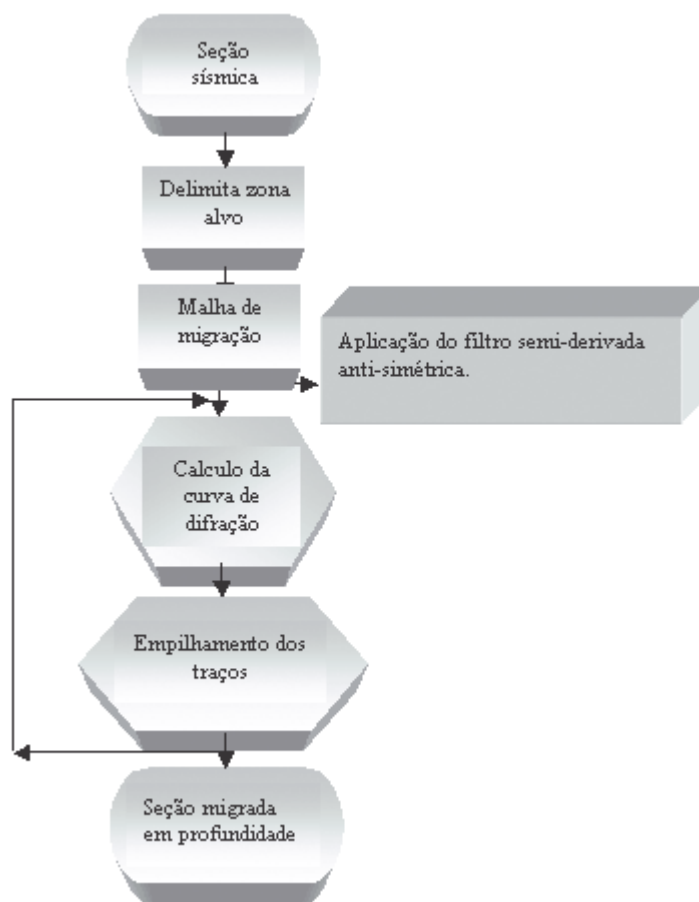 Seção
sísmica
Delimita zona
alvo
Malha de
migração
Aplicação do filtro semi-derivada
anti-simétrica.
Calculo da
curva de
difração
Empilhamento dos
traços
Seção migrada
em profundidade